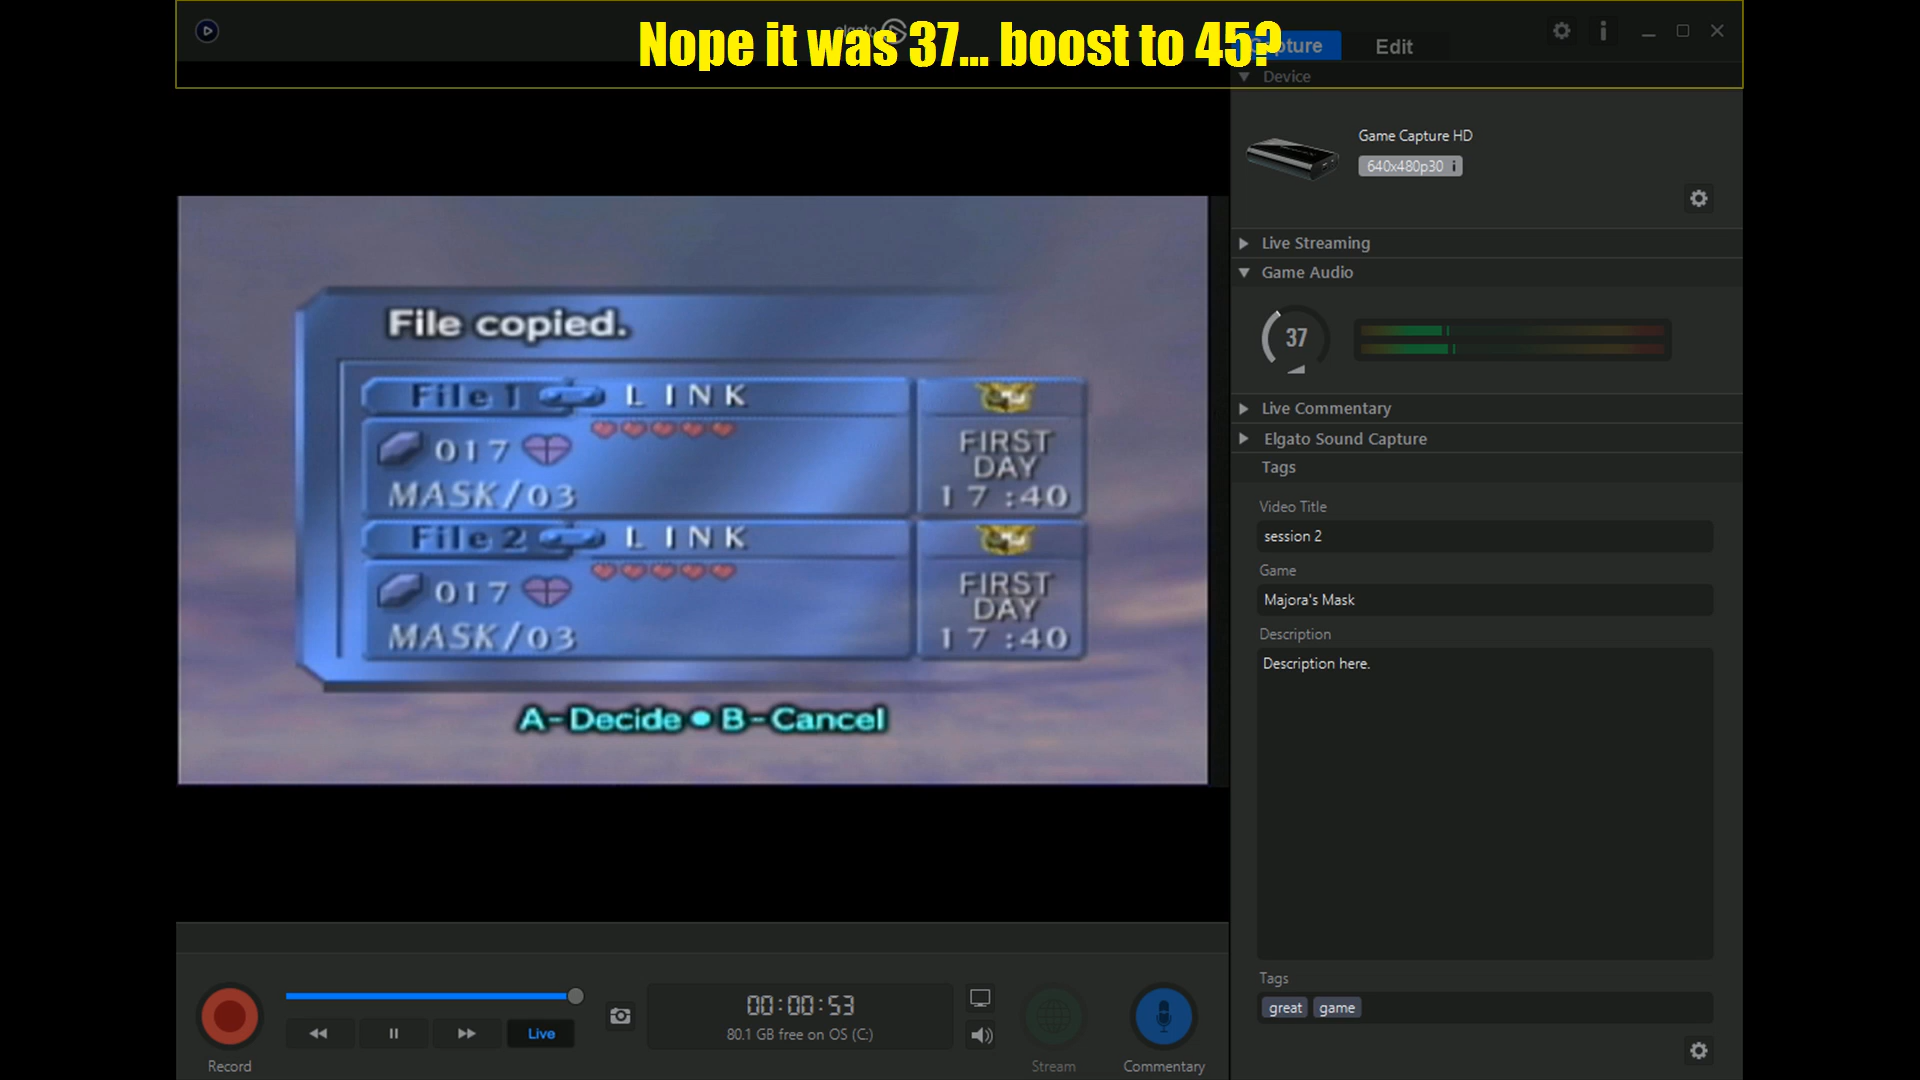 Nope it was 37... boost to 45?
elgato
Capture
Edit
Device
Game Capture HD
640x480p30 i
Live Streaming
Game Audio
37
Live Commentary
Elgato Sound Capture
Tags
Video Title
session 2
Game
Majora's Mask
Description
Description here.
Tags
great game
File copied.
File 1 LINK
017
MASK/03
FIRST
DAY
17:40
File 2 LINK
017
MASK/03
FIRST
DAY
17:40
A-Decide●B-Cancel
Record
Live
00:00:53
80.1 GB free on OS (C:)
Stream
Commentary